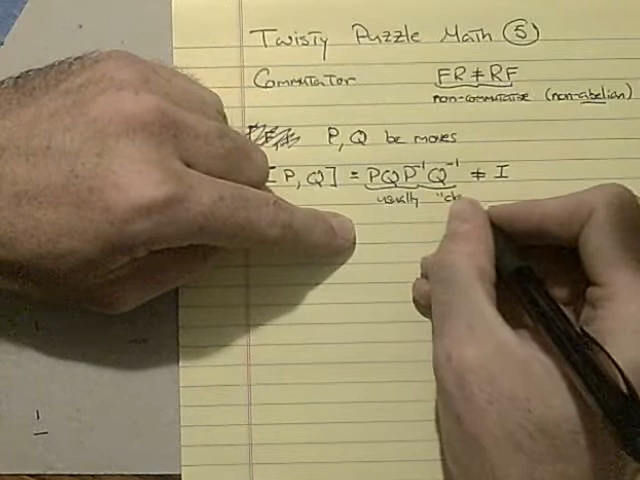 Twisty Puzzle Math 5
Commutator FR ≠ RF
non-commutative (non-abelian)
P, Q be moves
[P, Q] = PQP⁻¹Q⁻¹ ≠ I
usually